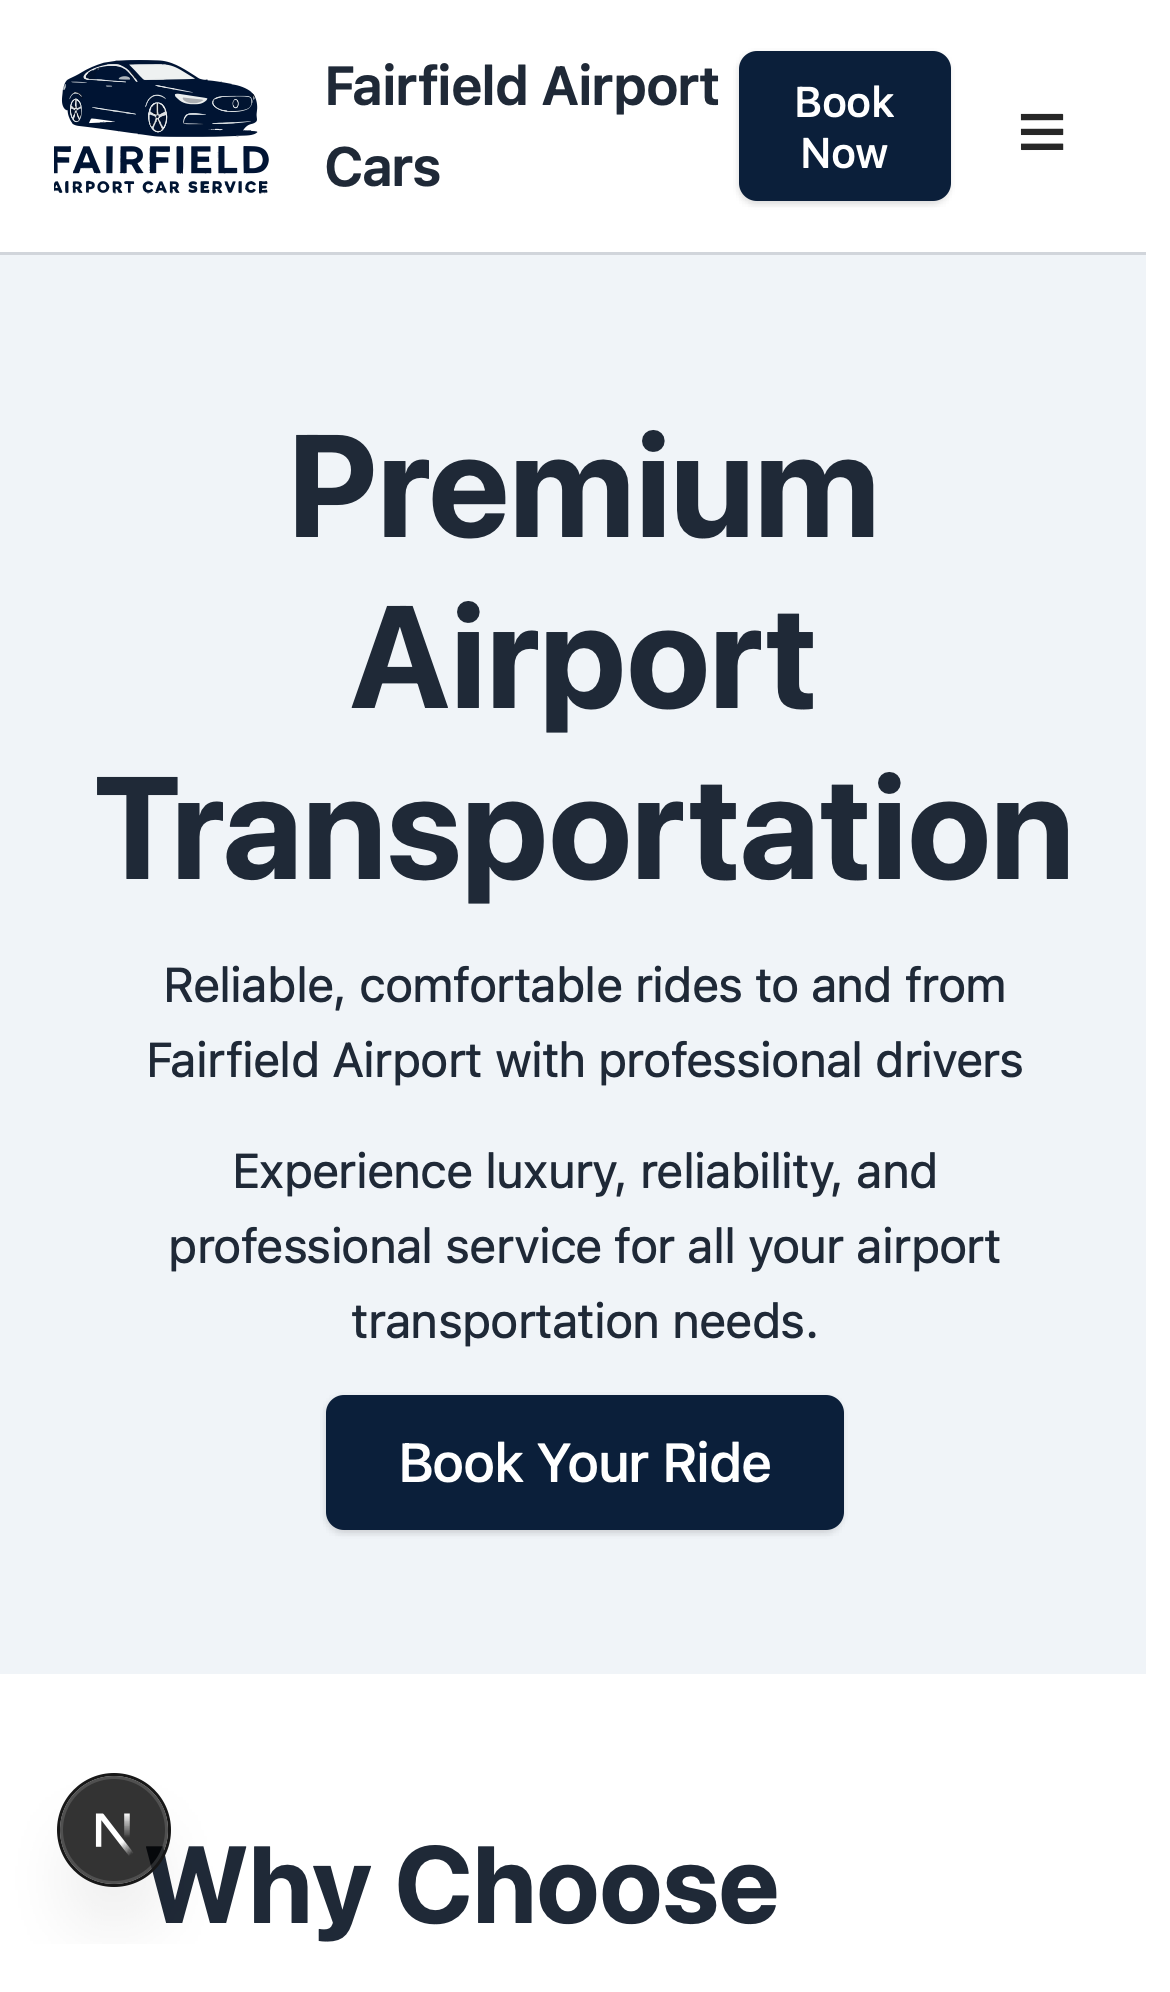 FAIRFIELD
AIRPORT CAR SERVICE
Fairfield Airport
Cars
Book
Now
Premium
Airport
Transportation
Reliable, comfortable rides to and from
Fairfield Airport with professional drivers
Experience luxury, reliability, and
professional service for all your airport
transportation needs.
Book Your Ride
N
Why Choose